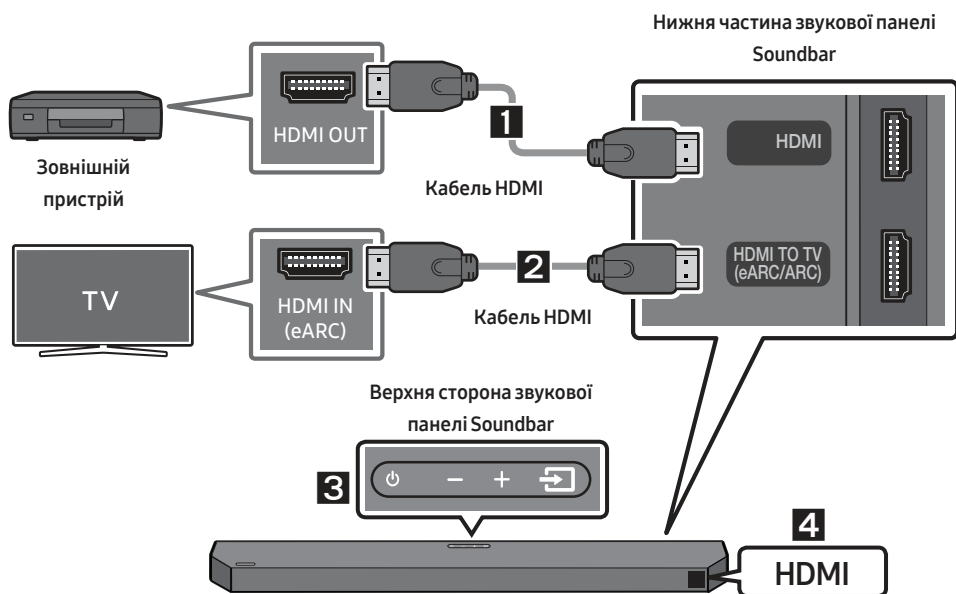 Нижня частина звукової панелі
Soundbar
HDMI OUT
1
HDMI
Зовнішній
пристрій
Кабель HDMI
TV
HDMI IN
(eARC)
2
HDMI TO TV
(eARC/ARC)
Кабель HDMI
Верхня сторона звукової
панелі Soundbar
3
4
HDMI